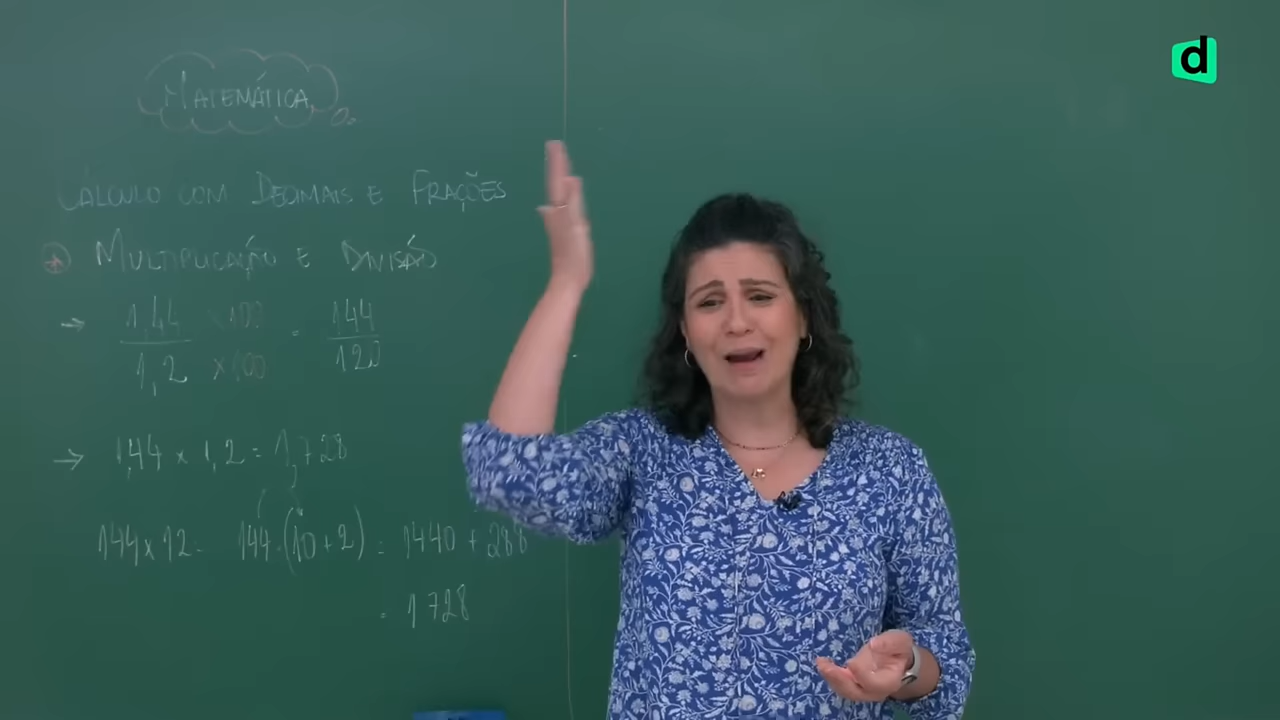 MATEMÁTICA
CÁLCULO COM DECIMAIS E FRAÇÕES
* MULTIPLICAÇÃO E DIVISÃO
→ 1,44 x100 = 144
1,2 x100 120
→ 1,44 x 1,2 = 1,728
144 x 12 = 144 · (10 + 2) = 1440 + 288
= 1728
d